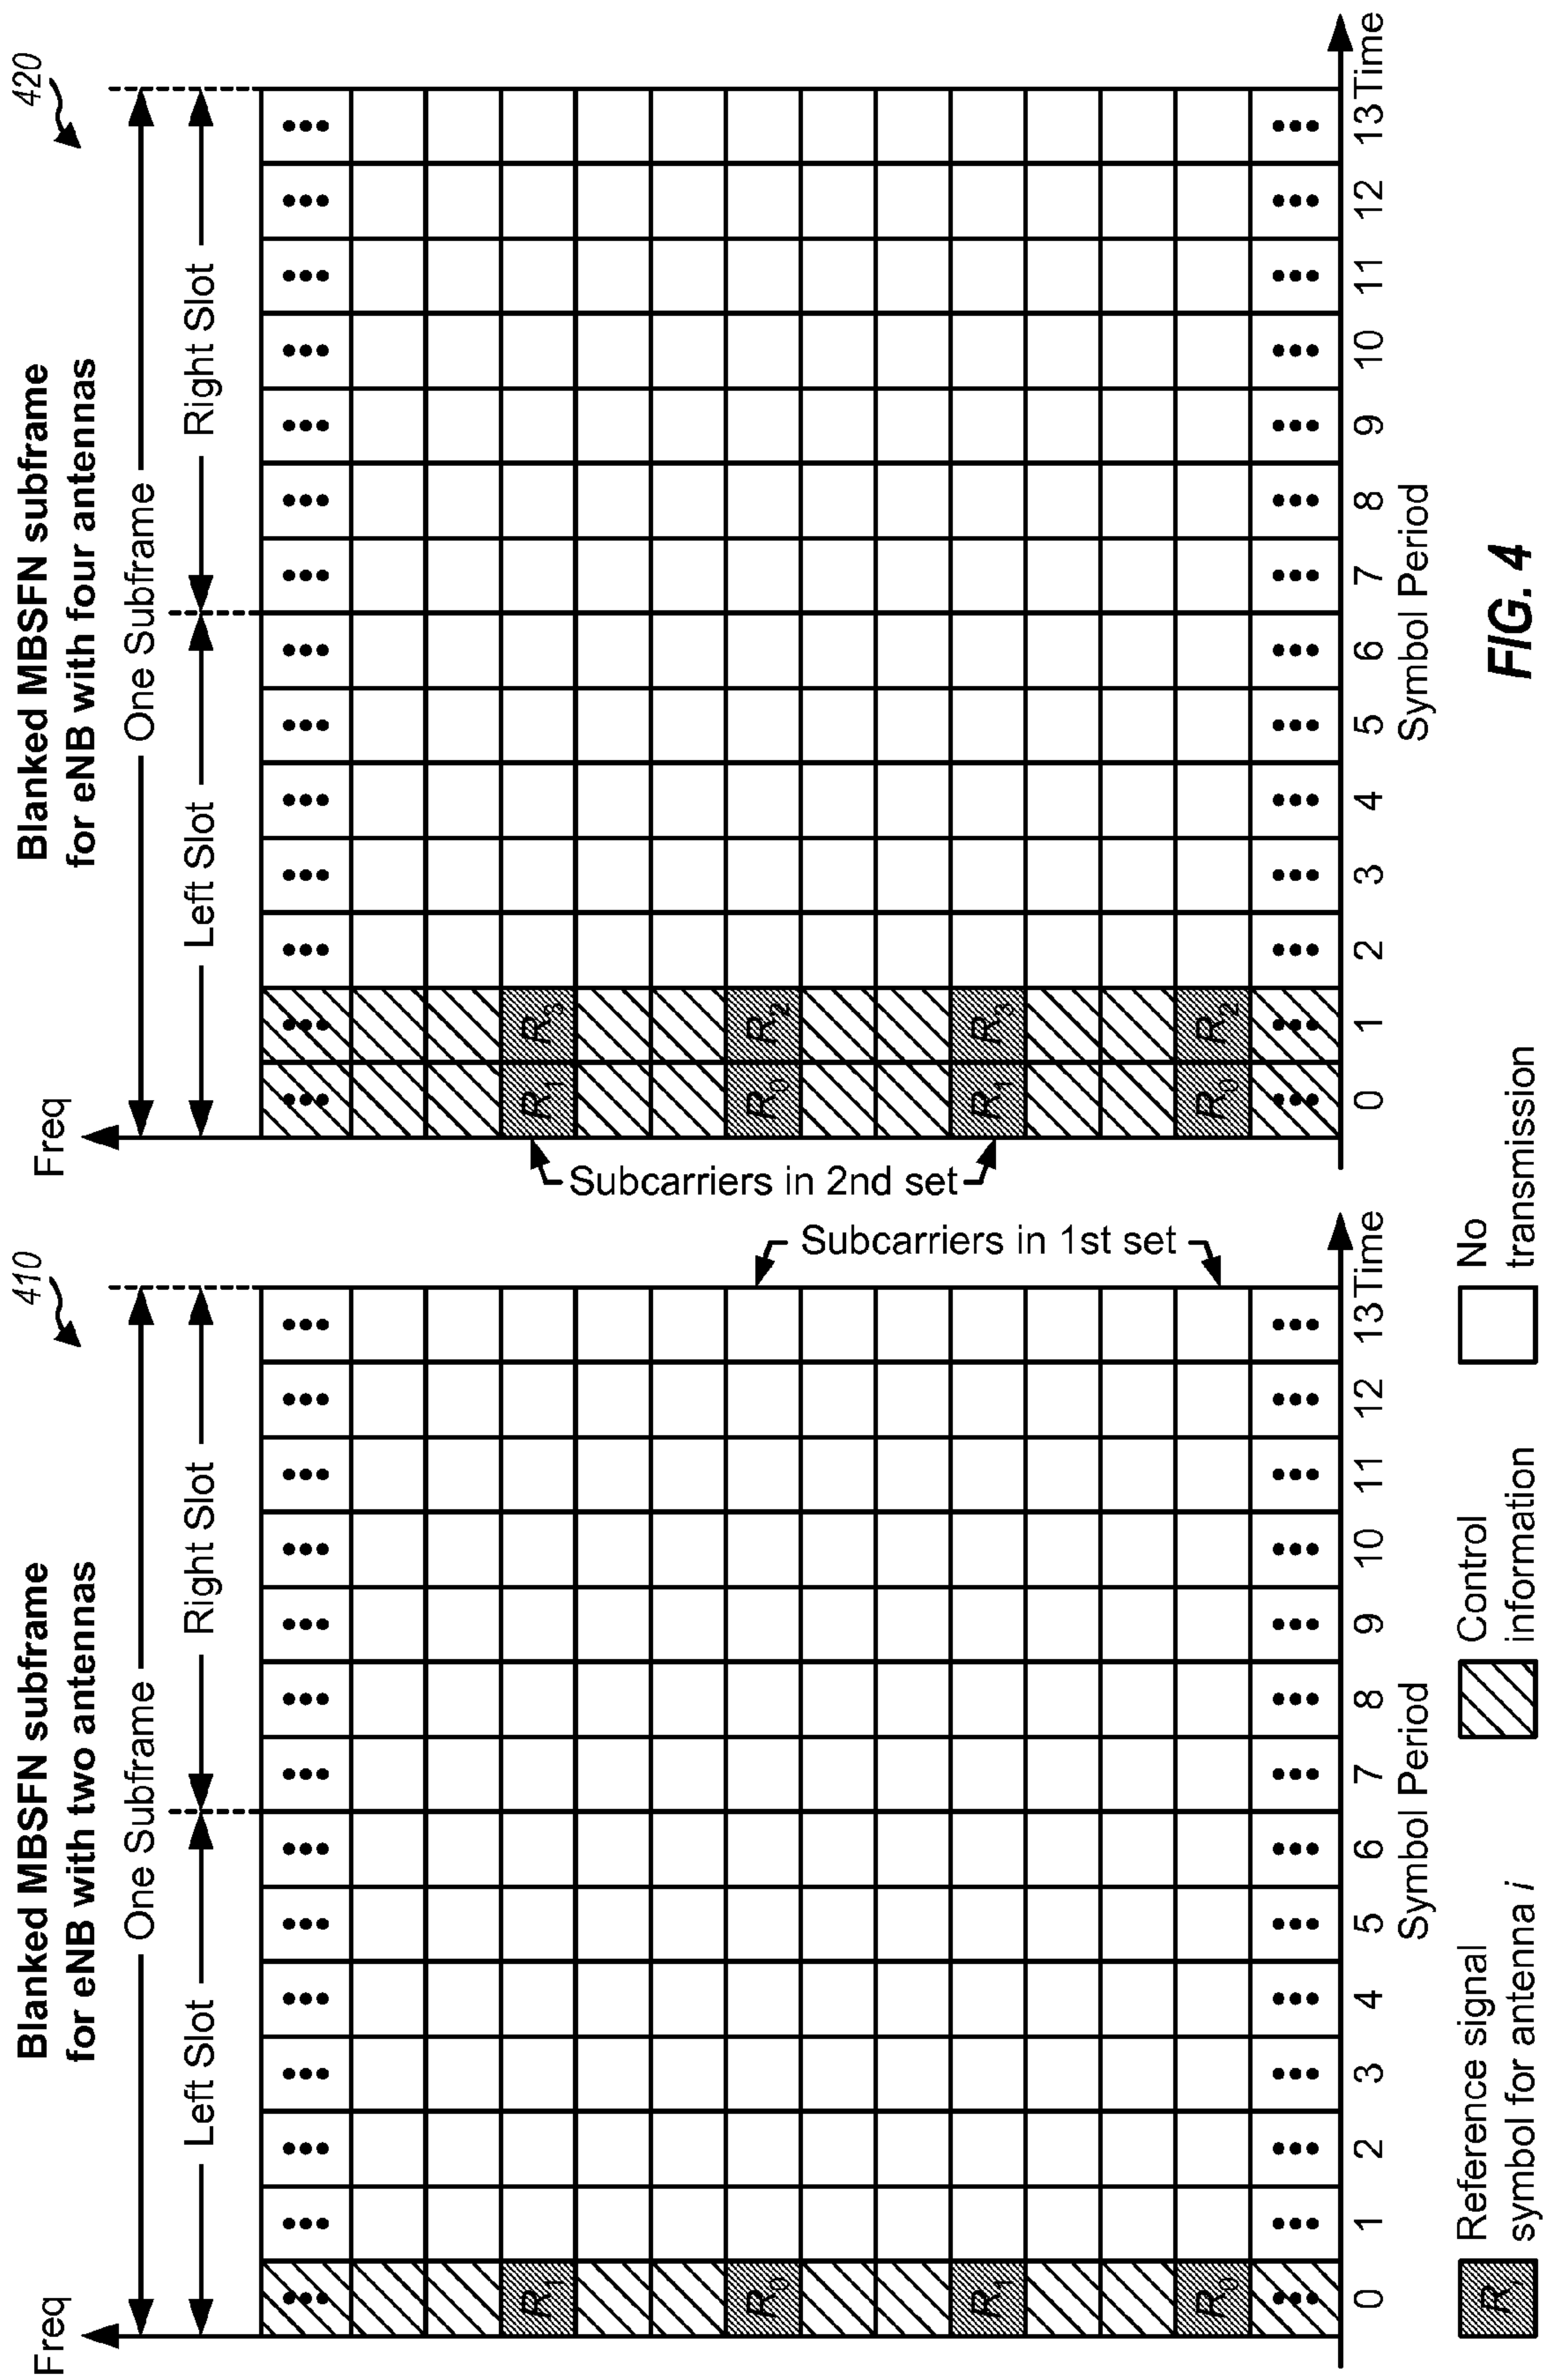 Blanked MBSFN subframe
for eNB with two antennas
410
One Subframe
Left Slot
Right Slot
Freq
•••  •••  •••  •••  •••  •••  •••  •••  •••  •••  •••  •••  •••  •••
R1
R0
R1
R0
•••  •••  •••  •••  •••  •••  •••  •••  •••  •••  •••  •••  •••  •••
Subcarriers in 1st set
0 1 2 3 4 5 6 7 8 9 10 11 12 13 Time
Symbol Period
Blanked MBSFN subframe
for eNB with four antennas
420
One Subframe
Left Slot
Right Slot
Freq
•••  •••  •••  •••  •••  •••  •••  •••  •••  •••  •••  •••  •••  •••
R1 R3
R0 R2
R1 R3
R0 R2
•••  •••  •••  •••  •••  •••  •••  •••  •••  •••  •••  •••  •••  •••
Subcarriers in 2nd set
0 1 2 3 4 5 6 7 8 9 10 11 12 13 Time
Symbol Period
Ri
Reference signal
symbol for antenna i
Control
information
No
transmission
FIG. 4